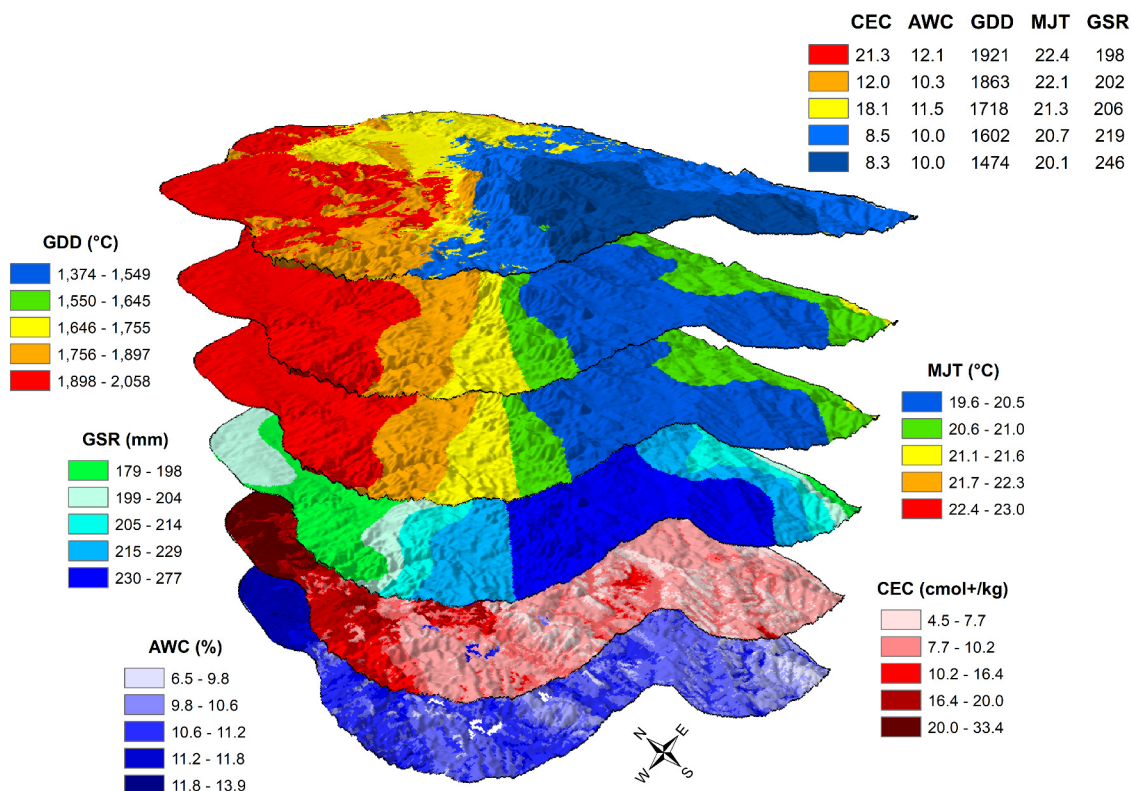 CEC AWC GDD MJT GSR
21.3 12.1 1921 22.4 198
12.0 10.3 1863 22.1 202
18.1 11.5 1718 21.3 206
8.5 10.0 1602 20.7 219
8.3 10.0 1474 20.1 246
GDD (°C)
1,374 - 1,549
1,550 - 1,645
1,646 - 1,755
1,756 - 1,897
1,898 - 2,058
MJT (°C)
19.6 - 20.5
20.6 - 21.0
21.1 - 21.6
21.7 - 22.3
22.4 - 23.0
GSR (mm)
179 - 198
199 - 204
205 - 214
215 - 229
230 - 277
CEC (cmol+/kg)
4.5 - 7.7
7.7 - 10.2
10.2 - 16.4
16.4 - 20.0
20.0 - 33.4
AWC (%)
6.5 - 9.8
9.8 - 10.6
10.6 - 11.2
11.2 - 11.8
11.8 - 13.9
N E
W S